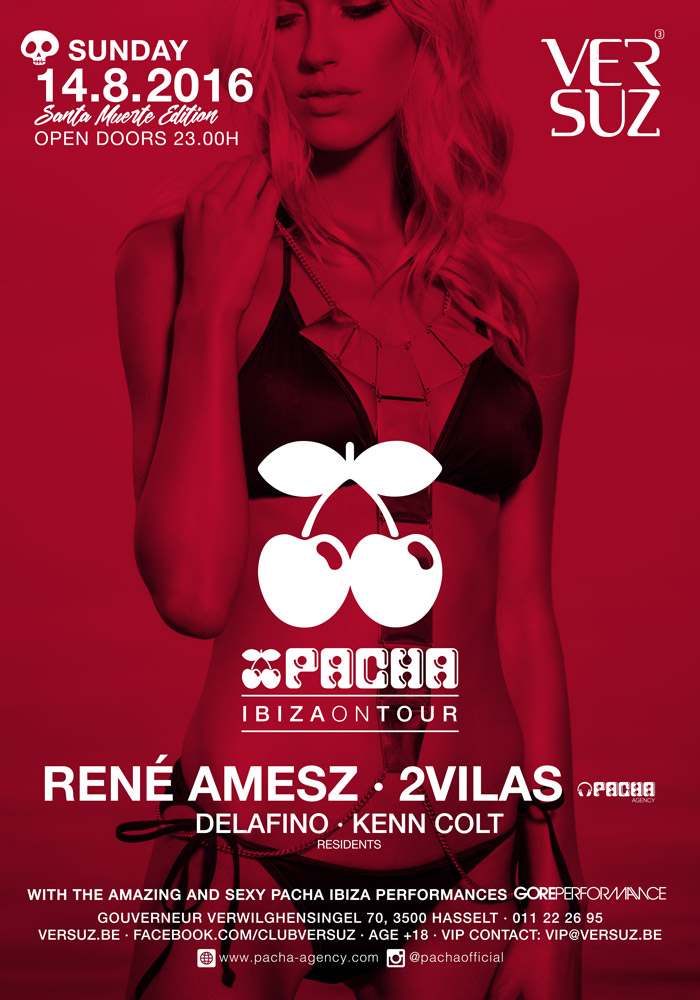 SUNDAY
14.8.2016
Santa Muerte Edition
OPEN DOORS 23.00H
VER
SUZ
3
PACHA
IBIZAONTOUR
RENÉ AMESZ · 2VILAS
PACHA
AGENCY
DELAFINO · KENN COLT
RESIDENTS
WITH THE AMAZING AND SEXY PACHA IBIZA PERFORMANCES GOREPERFORMANCE
GOUVERNEUR VERWILGHENSINGEL 70, 3500 HASSELT · 011 22 26 95
VERSUZ.BE · FACEBOOK.COM/CLUBVERSUZ · AGE +18 · VIP CONTACT: VIP@VERSUZ.BE
www.pacha-agency.com @pachaofficial